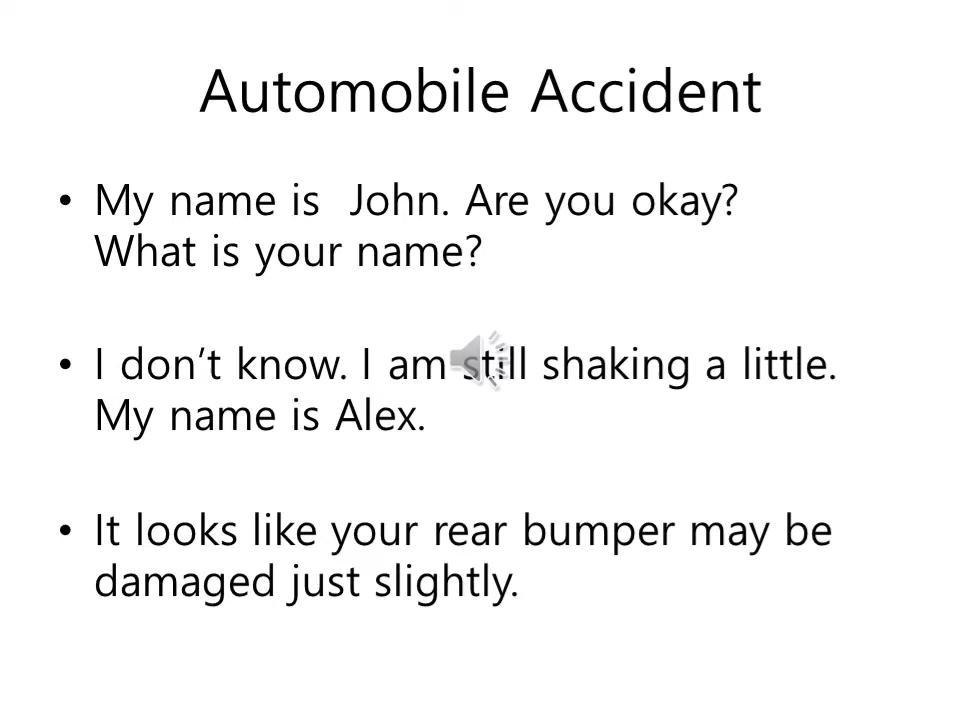 Automobile Accident
• My name is  John. Are you okay?
What is your name?
• I don’t know. I am still shaking a little.
My name is Alex.
• It looks like your rear bumper may be
damaged just slightly.